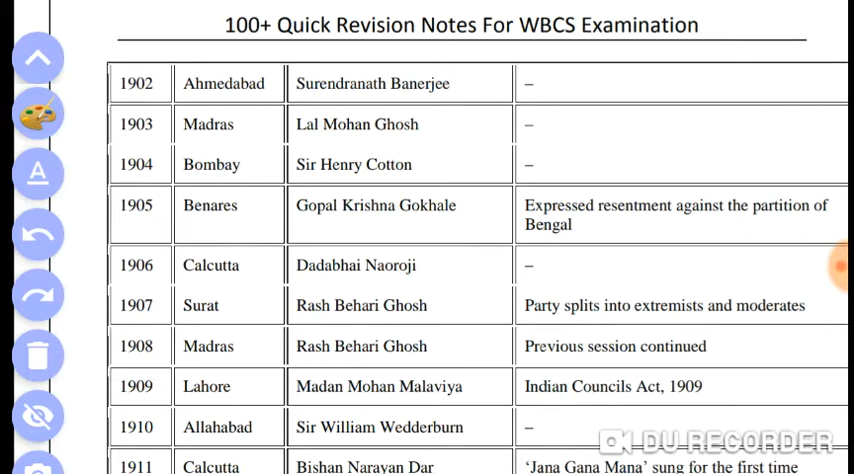 100+ Quick Revision Notes For WBCS Examination
1902 Ahmedabad Surendranath Banerjee –
1903 Madras Lal Mohan Ghosh –
1904 Bombay Sir Henry Cotton –
1905 Benares Gopal Krishna Gokhale Expressed resentment against the partition of
Bengal
1906 Calcutta Dadabhai Naoroji –
1907 Surat Rash Behari Ghosh Party splits into extremists and moderates
1908 Madras Rash Behari Ghosh Previous session continued
1909 Lahore Madan Mohan Malaviya Indian Councils Act, 1909
1910 Allahabad Sir William Wedderburn –
DU RECORDER
1911 Calcutta Bishan Narayan Dar ‘Jana Gana Mana’ sung for the first time
A